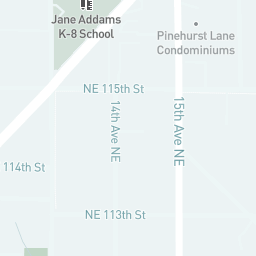 Jane Addams
K-8 School
Pinehurst Lane
Condominiums
NE 115th St
14th Ave NE
15th Ave NE
114th St
NE 113th St